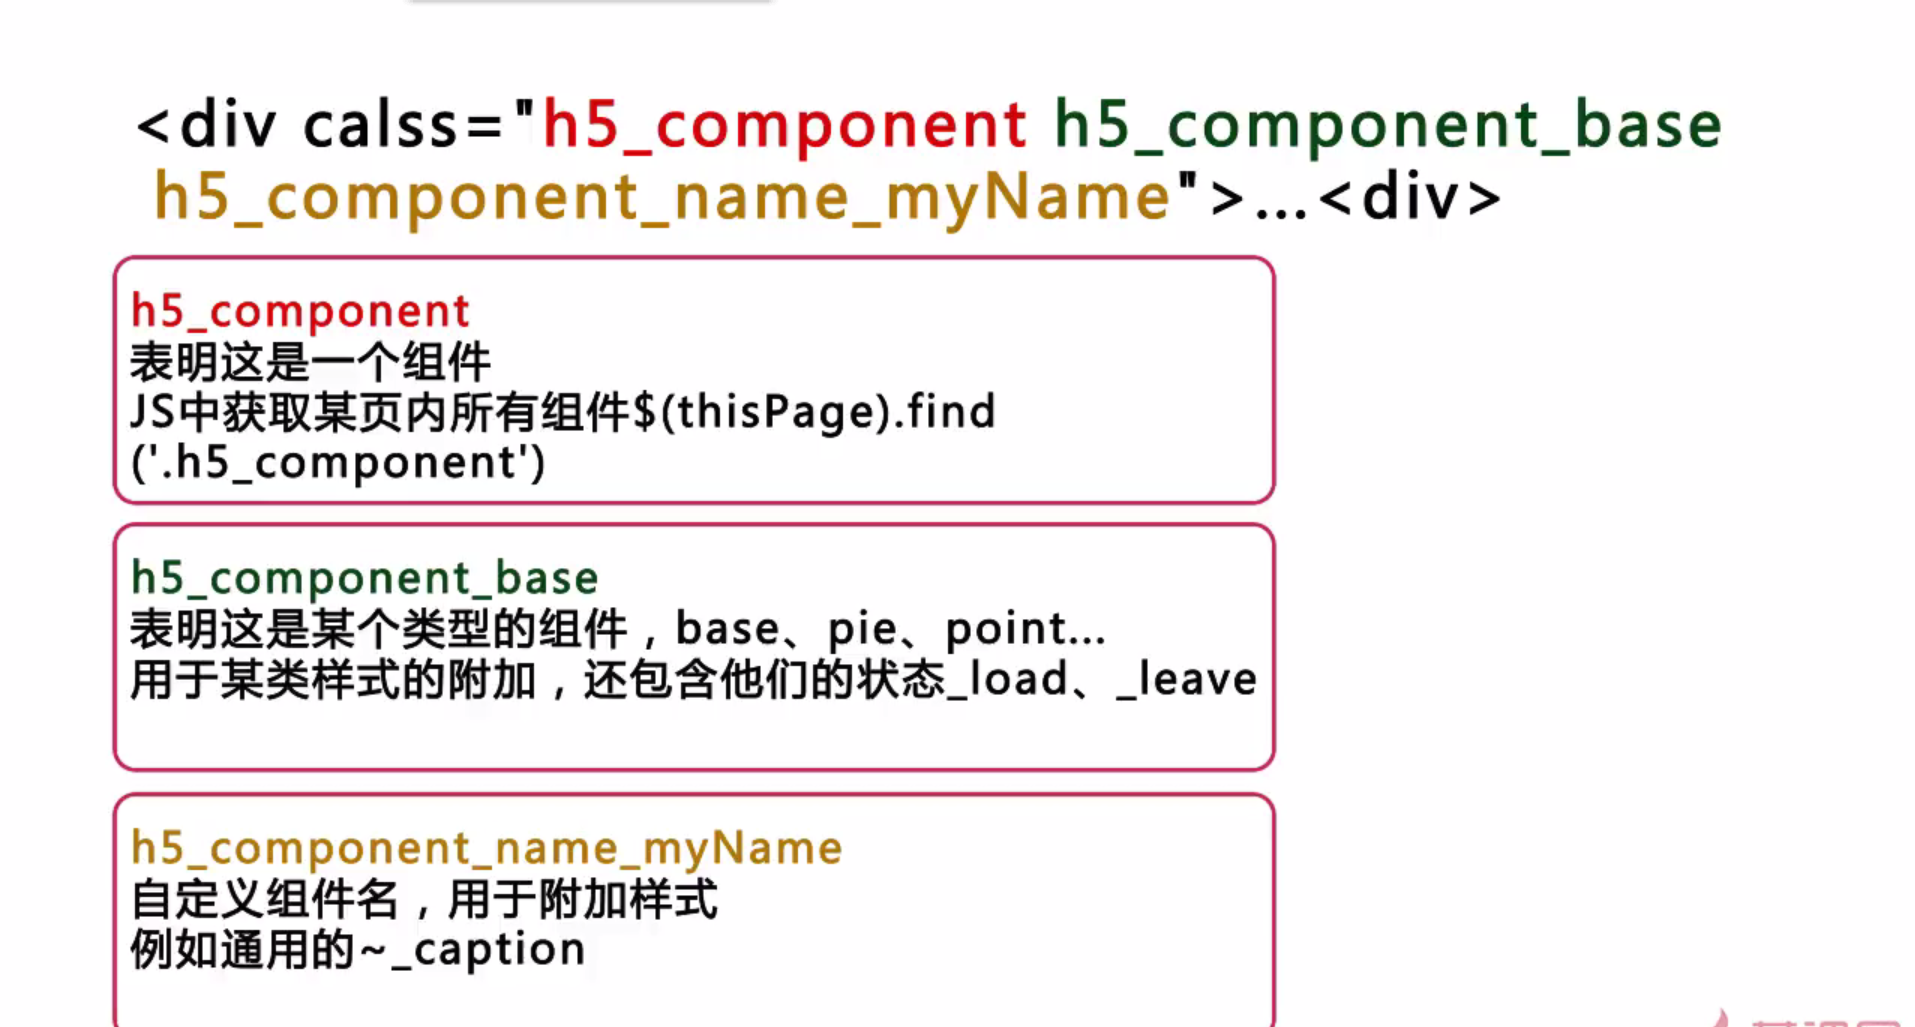 <div calss="h5_component h5_component_base
h5_component_name_myName">...<div>
h5_component
表明这是一个组件
JS中获取某页内所有组件$(thisPage).find
('.h5_component')
h5_component_base
表明这是某个类型的组件，base、pie、point...
用于某类样式的附加，还包含他们的状态_load、_leave
h5_component_name_myName
自定义组件名，用于附加样式
例如通用的~_caption